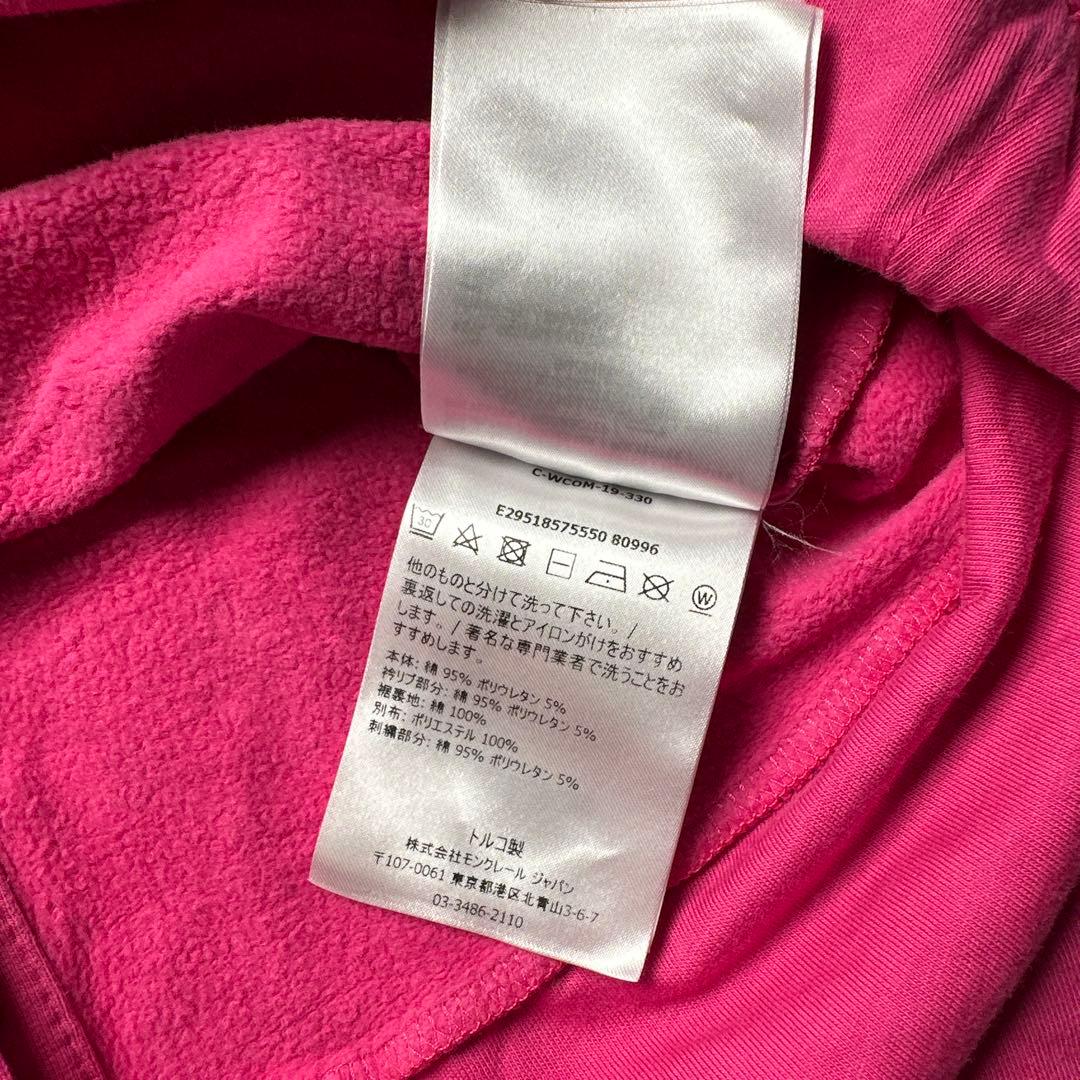 C-WCOM-19-330
E29518575550 80996
30
W
他のものと分けて洗って下さい。/
裏返しての洗濯とアイロンがけをおすすめ
します。/ 著名な専門業者で洗うことをお
すすめします。
本体: 綿 95% ポリウレタン 5%
衿リブ部分: 綿 95% ポリウレタン 5%
裾裏地: 綿 100%
別布: ポリエステル 100%
刺繍部分: 綿 95% ポリウレタン 5%
トルコ製
株式会社モンクレール ジャパン
〒107-0061 東京都港区北青山3-6-7
03-3486-2110